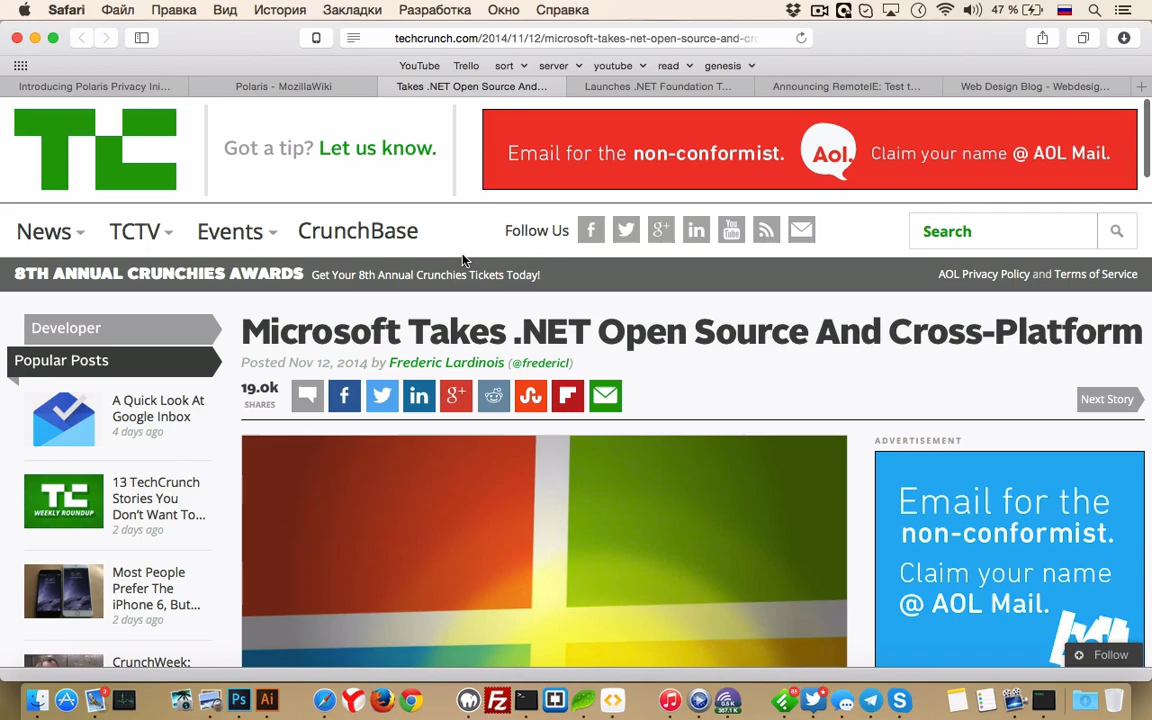 Safari Файл Правка Вид История Закладки Разработка Окно Справка 47 %
techcrunch.com/2014/11/12/microsoft-takes-net-open-source-and-cr
YouTube Trello sort server youtube read genesis
Introducing Polaris Privacy Ini... Polaris - MozillaWiki Takes .NET Open Source And... Launches .NET Foundation T... Announcing RemoteIE: Test t... Web Design Blog - Webdesig...
TC
Got a tip? Let us know.
Email for the non-conformist. Aol. Claim your name @ AOL Mail.
News TCTV Events CrunchBase Follow Us Search
8TH ANNUAL CRUNCHIES AWARDS Get Your 8th Annual Crunchies Tickets Today! AOL Privacy Policy and Terms of Service
Developer
Popular Posts
A Quick Look At
Google Inbox
4 days ago
TC
WEEKLY ROUNDUP
13 TechCrunch
Stories You
Don't Want To...
2 days ago
Most People
Prefer The
iPhone 6, But...
2 days ago
CrunchWeek:
Microsoft Takes .NET Open Source And Cross-Platform
Posted Nov 12, 2014 by Frederic Lardinois (@fredericl)
19.0k
SHARES
Next Story
ADVERTISEMENT
Email for the
non-conformist.
Claim your name
@ AOL Mail.
Follow